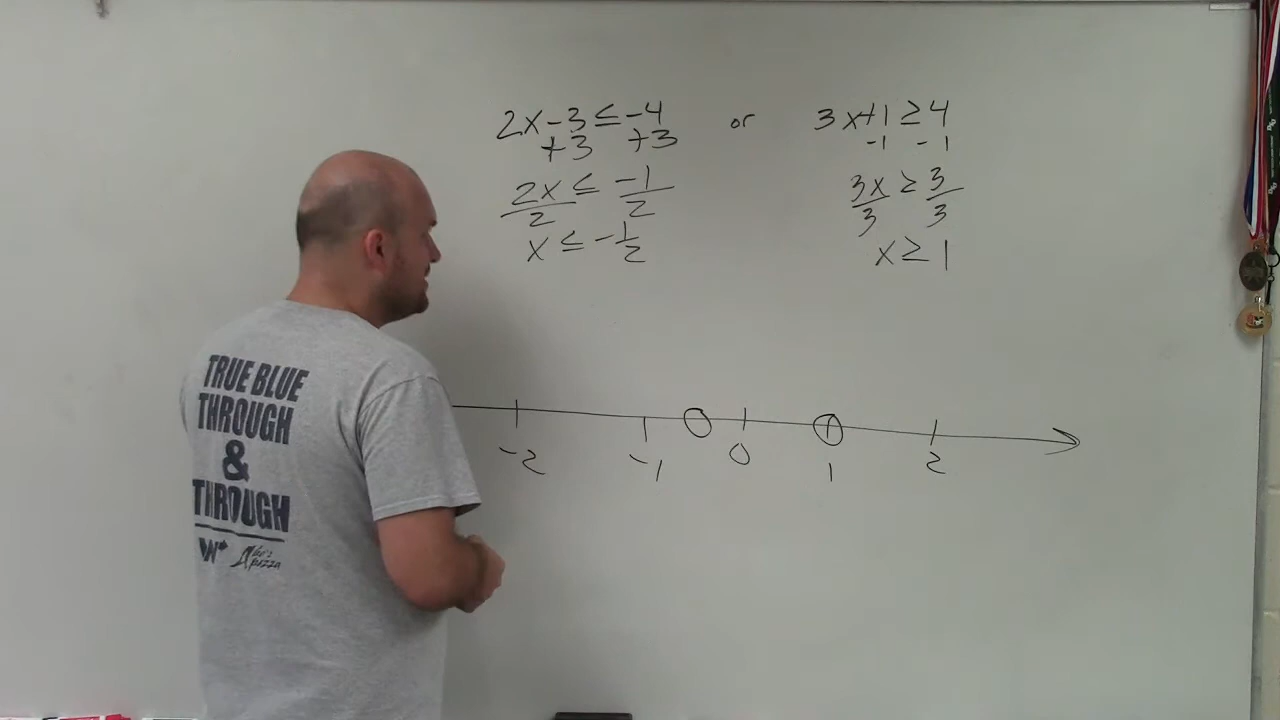 2x-3≤-4 or 3x+1≥4
+3 +3 -1 -1
2x/2 ≤ -1/2 3x/3 ≥ 3/3
x ≤ -1/2 x ≥ 1
-2 -1 0 1 2
TRUE BLUE
THROUGH
&
THROUGH
W